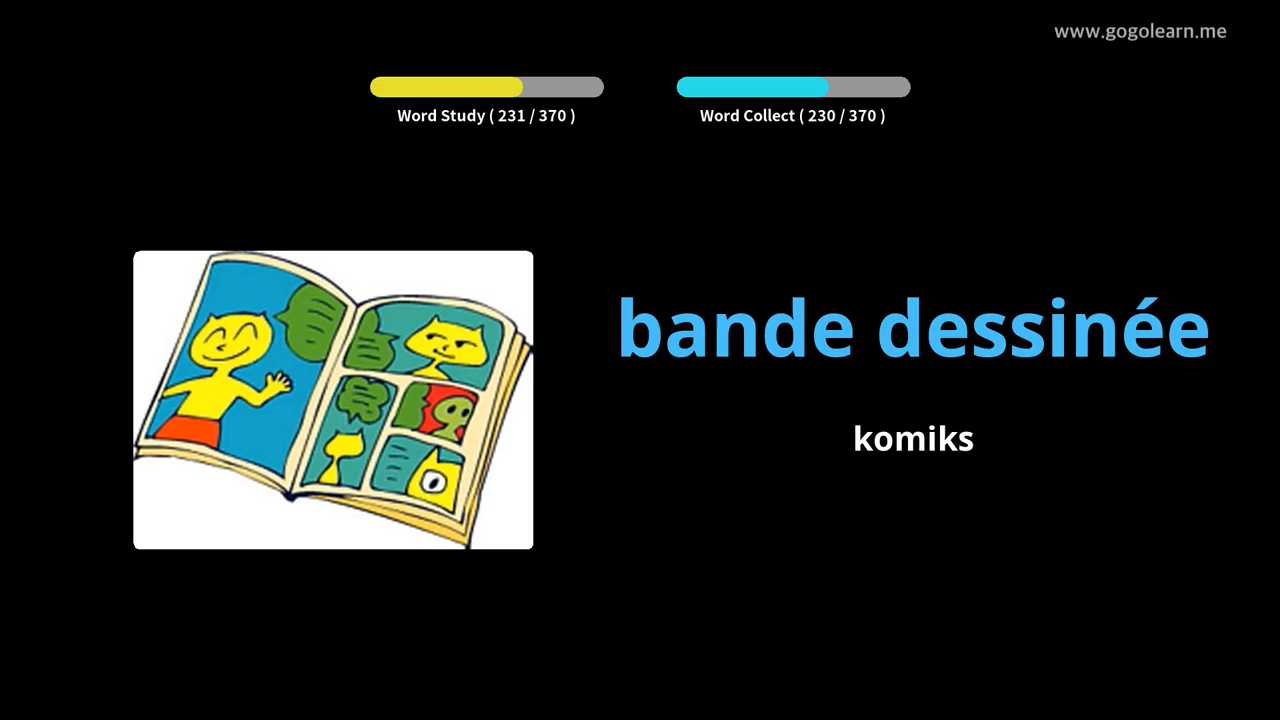 www.gogolearn.me
Word Study ( 231 / 370 )
Word Collect ( 230 / 370 )
bande dessinée
komiks